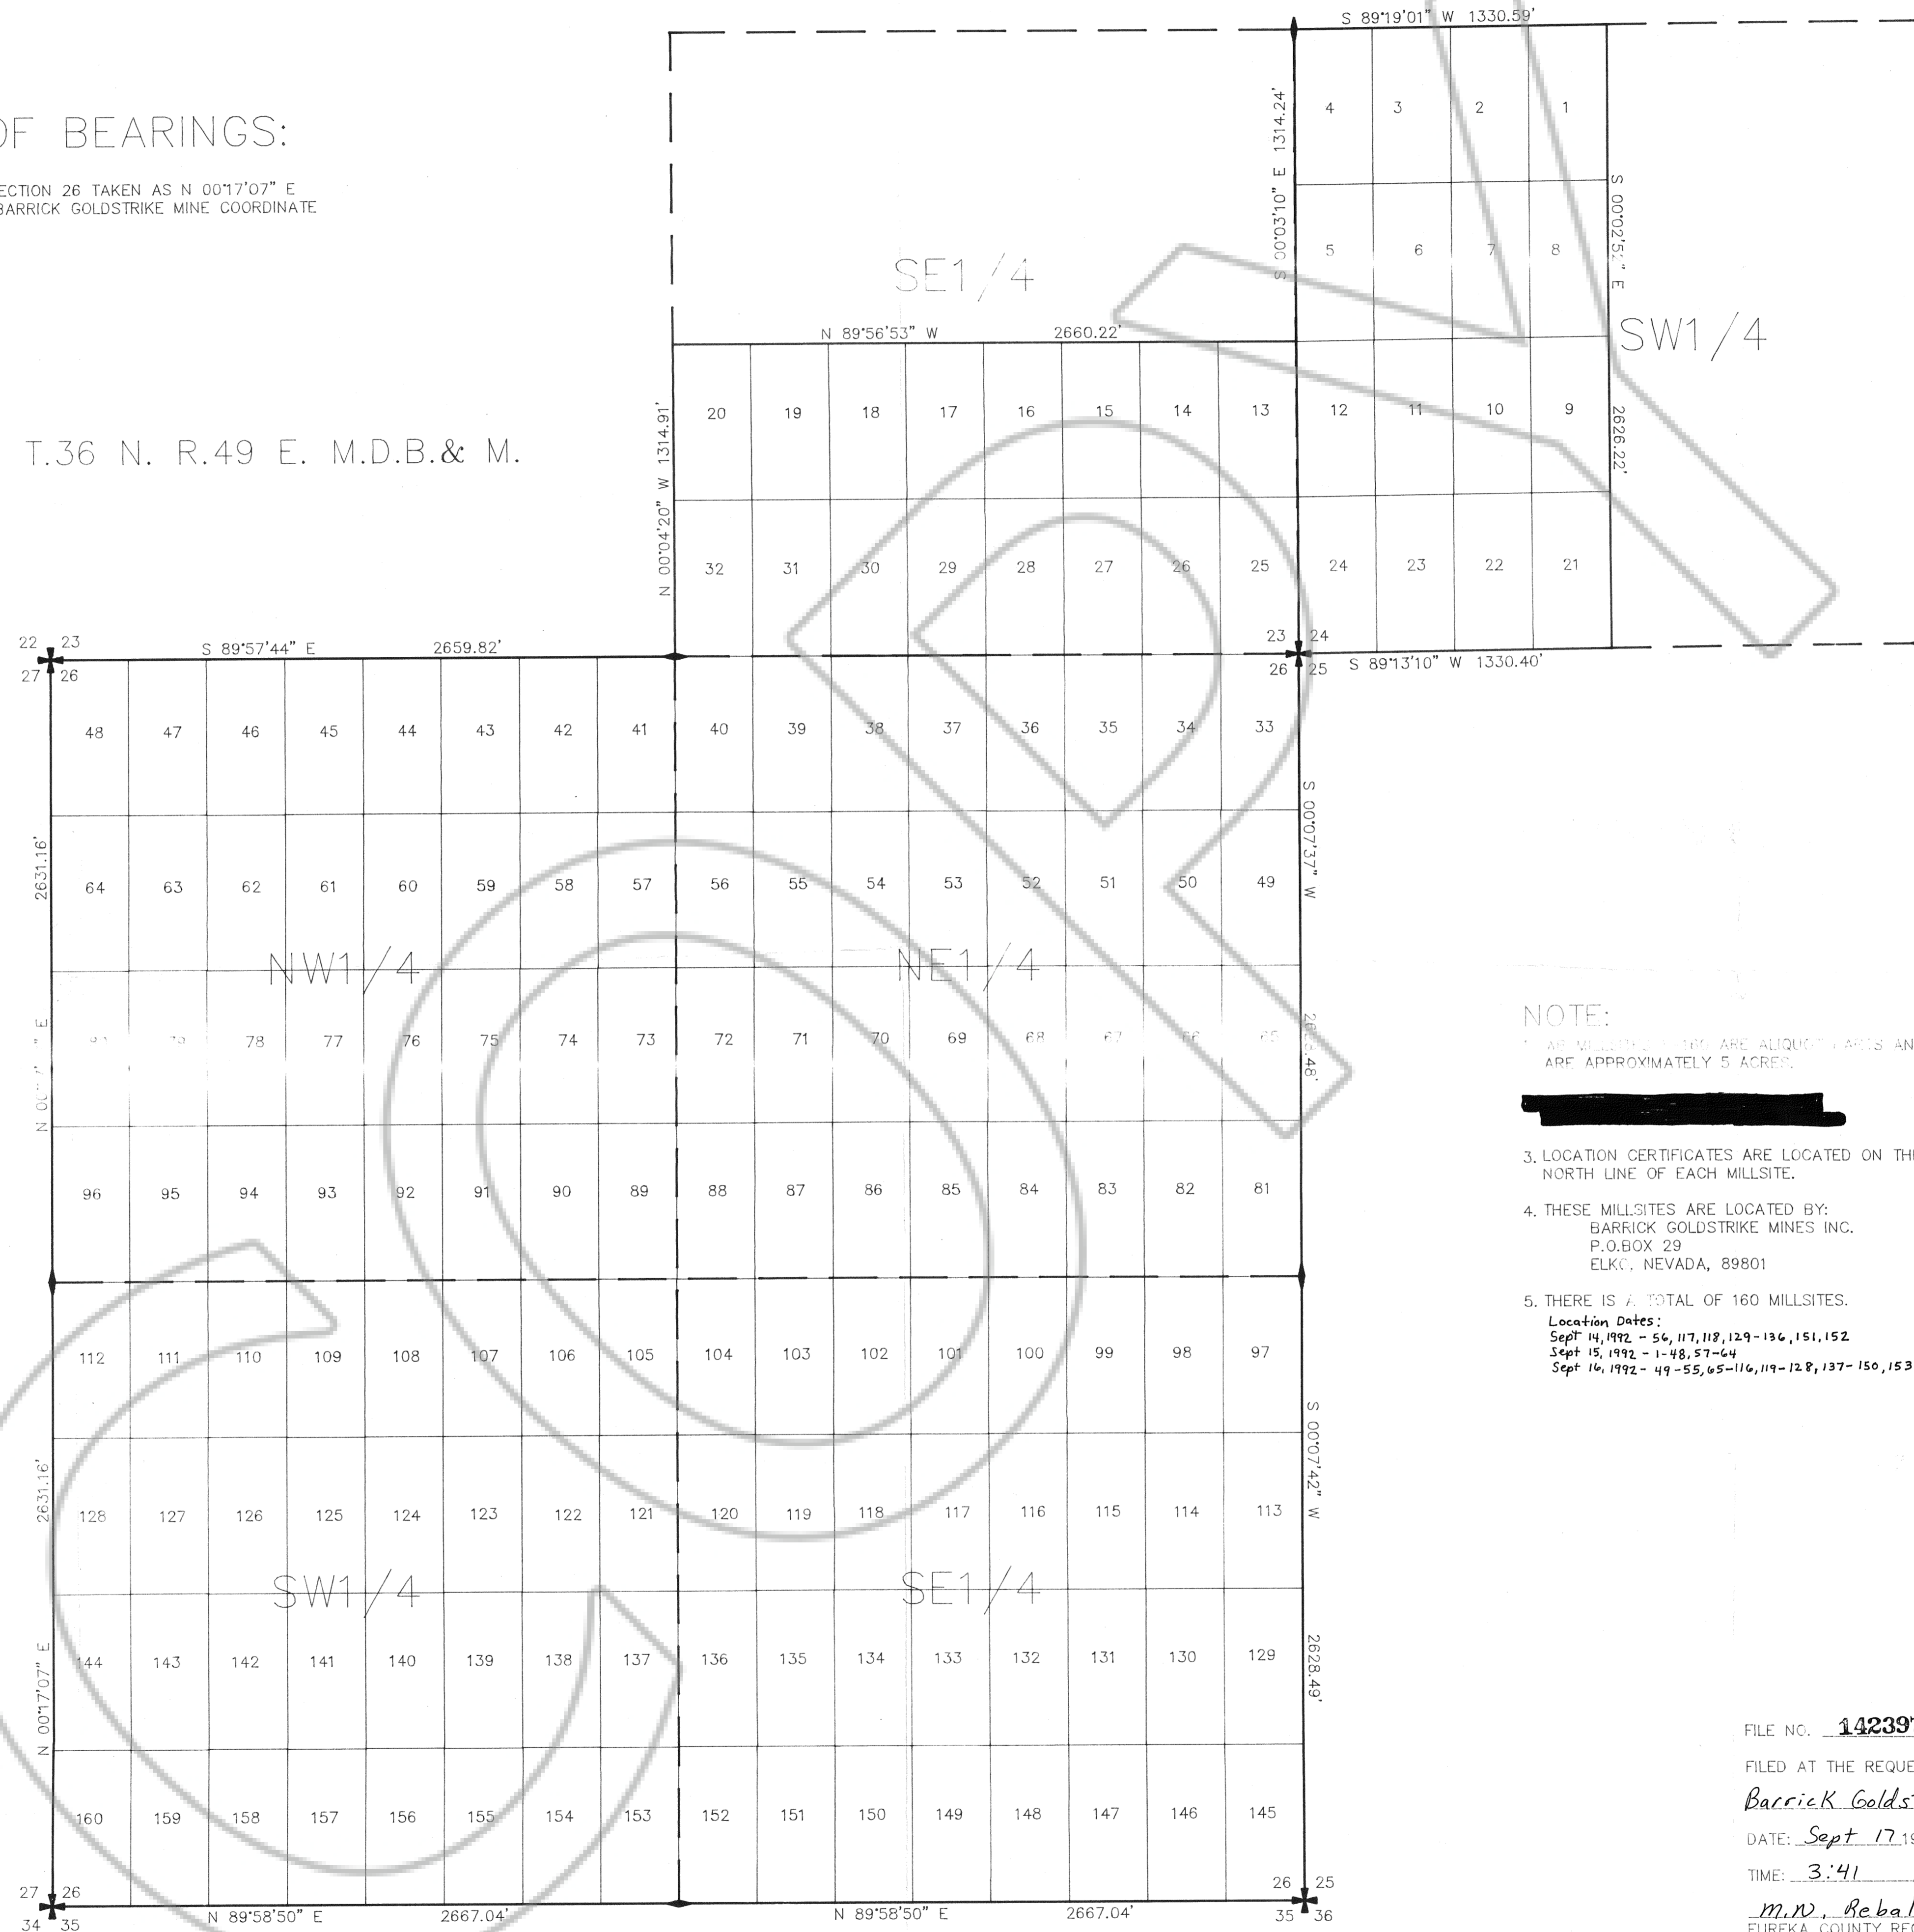 S 89°19'01" W 1330.59'
OF BEARINGS:
SECTION 26 TAKEN AS N 00°17'07" E
BARRICK GOLDSTRIKE MINE COORDINATE
4 3 2 1
S 00°03'10" E 1314.24'
5 6 7 8
S 00°02'52" E
2626.22'
SE1/4
SW1/4
N 89°56'53" W 2660.22'
T.36 N. R.49 E. M.D.B.& M.
N 00°04'20" W 1314.91'
20 19 18 17 16 15 14 13 12 11 10 9
32 31 30 29 28 27 26 25 24 23 22 21
22 23
27 26
S 89°57'44" E 2659.82'
23 24
26 25
S 89°13'10" W 1330.40'
48 47 46 45 44 43 42 41 40 39 38 37 36 35 34 33
2631.16'
S 00°07'37" W
64 63 62 61 60 59 58 57 56 55 54 53 52 51 50 49
NW1/4
NE1/4
78 77 76 75 74 73 72 71 70 69 68 67 66 65
96 95 94 93 92 91 90 89 88 87 86 85 84 83 82 81
112 111 110 109 108 107 106 105 104 103 102 101 100 99 98 97
2631.16'
S 00°07'42" W
128 127 126 125 124 123 122 121 120 119 118 117 116 115 114 113
SW1/4
SE1/4
N 00°17'07" E
144 143 142 141 140 139 138 137 136 135 134 133 132 131 130 129
2628.49'
160 159 158 157 156 155 154 153 152 151 150 149 148 147 146 145
27 26
34 35
N 89°58'50" E 2667.04'
N 89°58'50" E 2667.04'
26 25
35 36
NOTE:
ARE ALIQUOT PARTS
ARE APPROXIMATELY 5 ACRES.
3. LOCATION CERTIFICATES ARE LOCATED ON THE
NORTH LINE OF EACH MILLSITE.
4. THESE MILLSITES ARE LOCATED BY:
BARRICK GOLDSTRIKE MINES INC.
P.O.BOX 29
ELKO, NEVADA, 89801
5. THERE IS A TOTAL OF 160 MILLSITES.
Location Dates:
Sept 14, 1992 - 56, 117, 118, 129-136, 151, 152
Sept 15, 1992 - 1-48, 57-64
Sept 16, 1992 - 49-55, 65-116, 119-128, 137-150, 153
FILE NO. 14239
FILED AT THE REQUE
Barrick Golds
DATE: Sept 17 19
TIME: 3:41
M.N. Rebal
EUREKA COUNTY REC
COPY